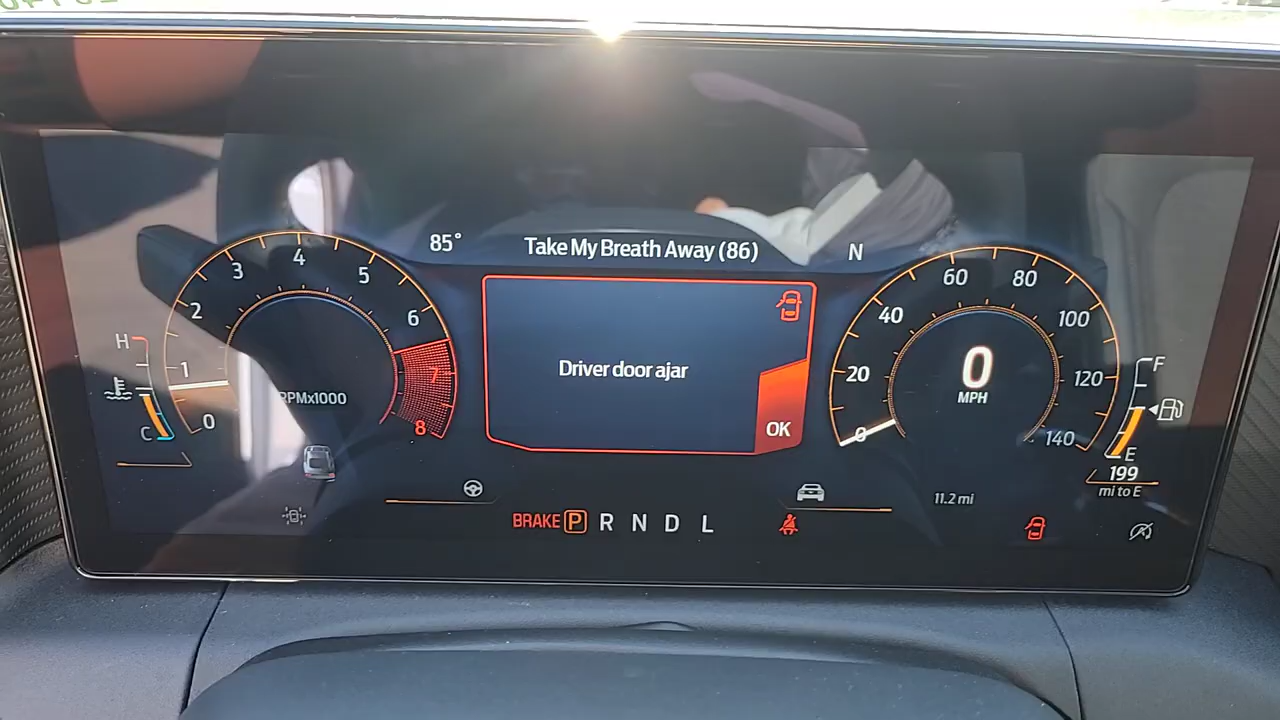 85°
Take My Breath Away (86)
N
0
1
2
3
4
5
6
7
8
RPMx1000
H
C
Driver door ajar
OK
0
20
40
60
80
100
120
140
0
MPH
F
E
199
mi to E
11.2 mi
BRAKE P R N D L